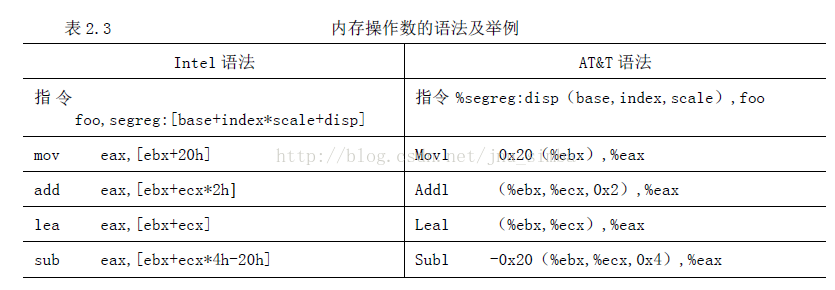 表 2.3 内存操作数的语法及举例
Intel 语法 AT&T 语法
指 令 foo,segreg:[base+index*scale+disp] 指令 %segreg:disp（base,index,scale）,foo
mov eax,[ebx+20h] Movl 0x20（%ebx）,%eax
add eax,[ebx+ecx*2h] Addl （%ebx,%ecx,0x2）,%eax
lea eax,[ebx+ecx] Leal （%ebx,%ecx）,%eax
sub eax,[ebx+ecx*4h-20h] Subl -0x20（%ebx,%ecx,0x4）,%eax